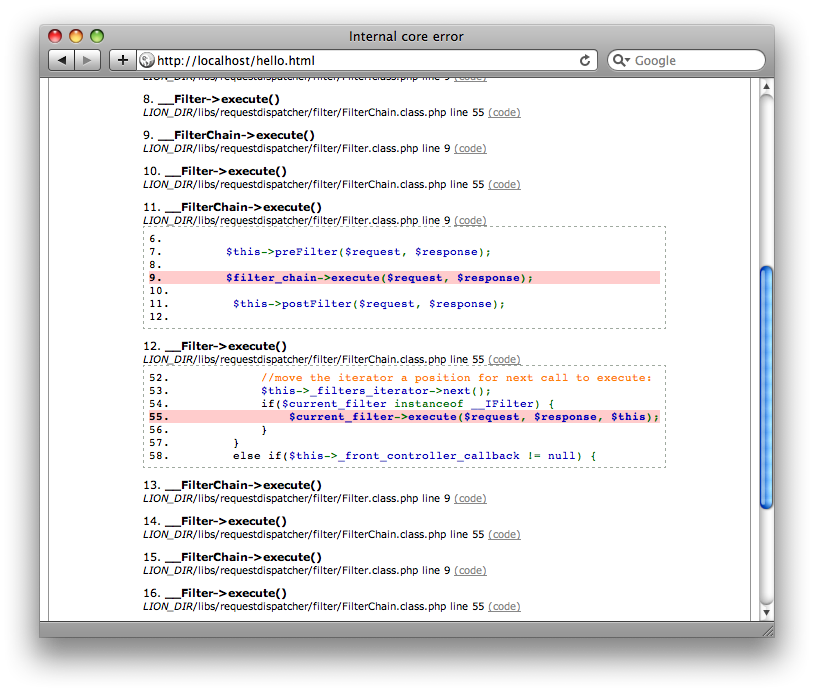 Internal core error
http://localhost/hello.html
Google
LION_DIR/libs/requestdispatcher/filter/Filter.class.php line 9 (code)
8. __Filter->execute()
LION_DIR/libs/requestdispatcher/filter/FilterChain.class.php line 55 (code)
9. __FilterChain->execute()
LION_DIR/libs/requestdispatcher/filter/Filter.class.php line 9 (code)
10. __Filter->execute()
LION_DIR/libs/requestdispatcher/filter/FilterChain.class.php line 55 (code)
11. __FilterChain->execute()
LION_DIR/libs/requestdispatcher/filter/Filter.class.php line 9 (code)
6.
7. $this->preFilter($request, $response);
8.
9. $filter_chain->execute($request, $response);
10.
11. $this->postFilter($request, $response);
12.
12. __Filter->execute()
LION_DIR/libs/requestdispatcher/filter/FilterChain.class.php line 55 (code)
52. //move the iterator a position for next call to execute:
53. $this->_filters_iterator->next();
54. if($current_filter instanceof __IFilter) {
55. $current_filter->execute($request, $response, $this);
56. }
57. }
58. else if($this->_front_controller_callback != null) {
13. __FilterChain->execute()
LION_DIR/libs/requestdispatcher/filter/Filter.class.php line 9 (code)
14. __Filter->execute()
LION_DIR/libs/requestdispatcher/filter/FilterChain.class.php line 55 (code)
15. __FilterChain->execute()
LION_DIR/libs/requestdispatcher/filter/Filter.class.php line 9 (code)
16. __Filter->execute()
LION_DIR/libs/requestdispatcher/filter/FilterChain.class.php line 55 (code)